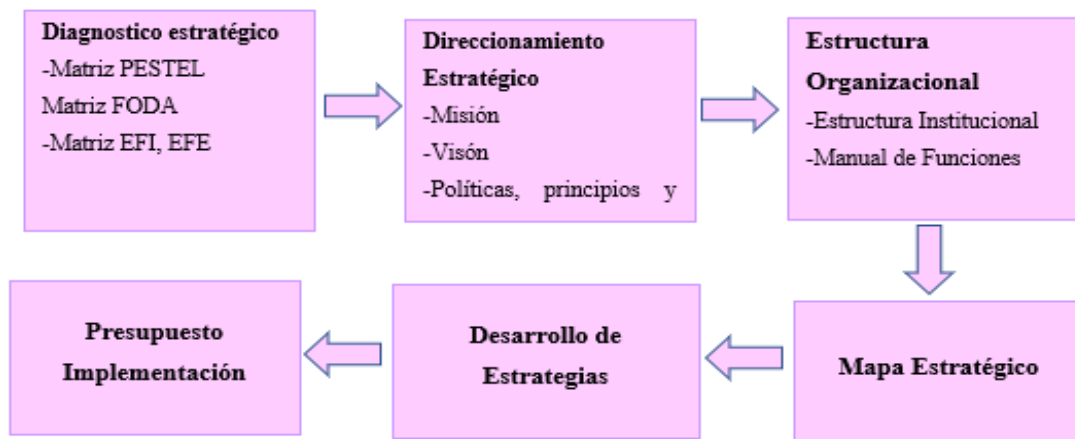 Diagnostico estratégico
-Matriz PESTEL
Matriz FODA
-Matriz EFI, EFE
Direccionamiento
Estratégico
-Misión
-Visón
-Políticas, principios y
Estructura
Organizacional
-Estructura Institucional
-Manual de Funciones
Mapa Estratégico
Desarrollo de
Estrategias
Presupuesto
Implementación